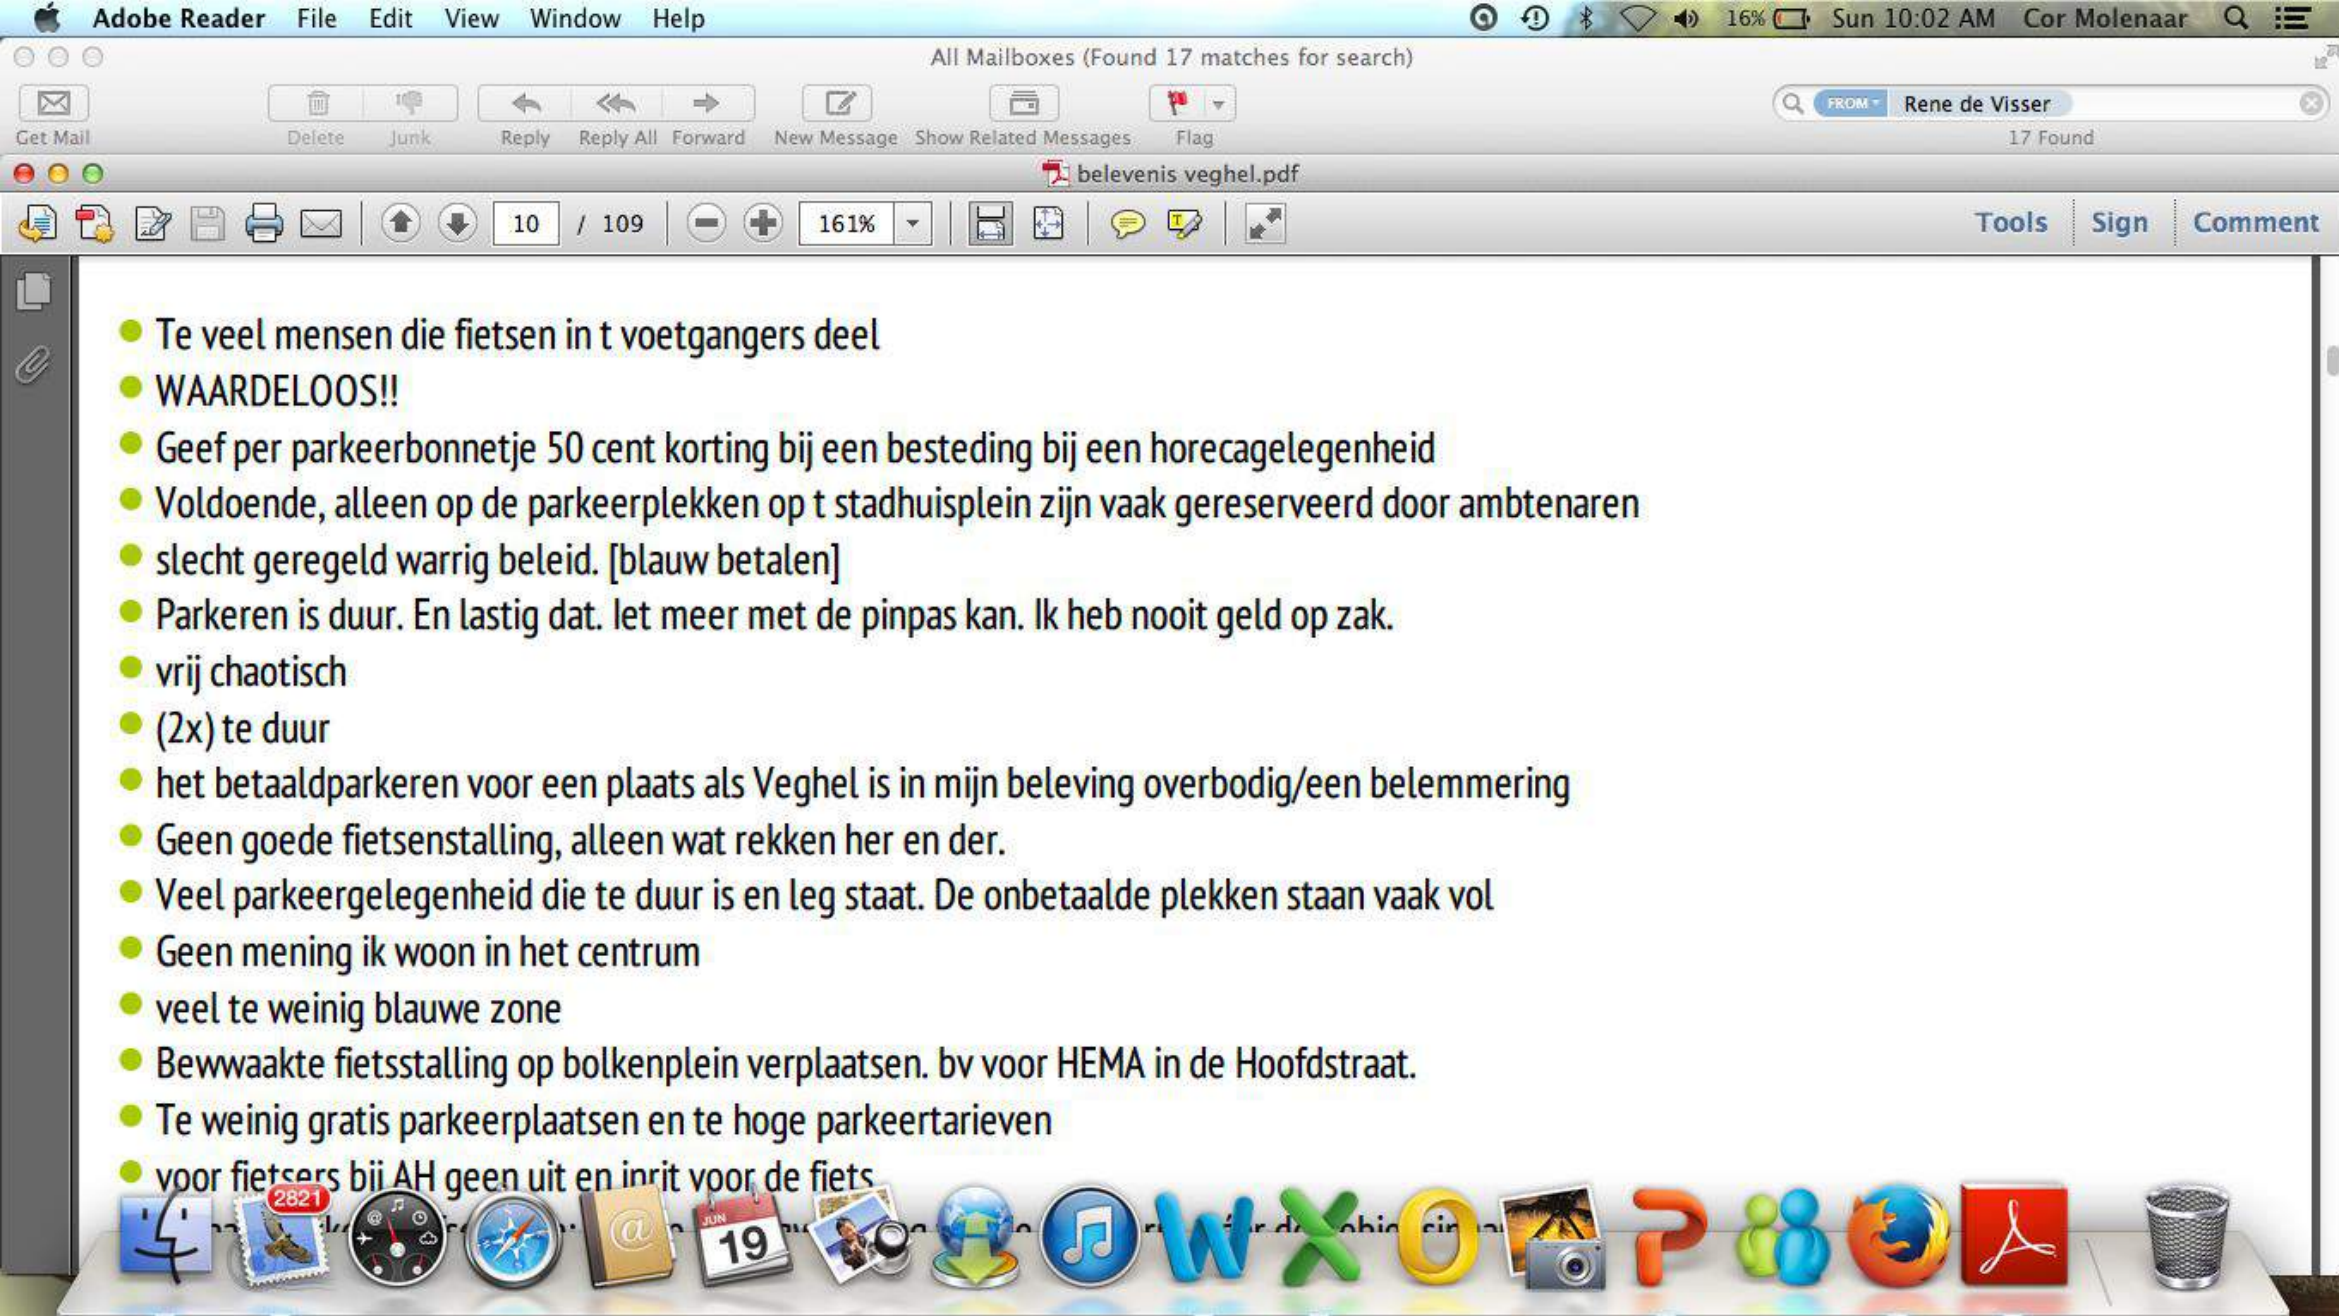 Adobe Reader File Edit View Window Help 16% Sun 10:02 AM Cor Molenaar
All Mailboxes (Found 17 matches for search)
FROM Rene de Visser
Get Mail Delete Junk Reply Reply All Forward New Message Show Related Messages Flag 17 Found
belevenis veghel.pdf
10 / 109 161% Tools Sign Comment
Te veel mensen die fietsen in t voetgangers deel
WAARDELOOS!!
Geef per parkeerbonnetje 50 cent korting bij een besteding bij een horecagelegenheid
Voldoende, alleen op de parkeerplekken op t stadhuisplein zijn vaak gereserveerd door ambtenaren
slecht geregeld warrig beleid. [blauw betalen]
Parkeren is duur. En lastig dat. Iet meer met de pinpas kan. Ik heb nooit geld op zak.
vrij chaotisch
(2x) te duur
het betaaldparkeren voor een plaats als Veghel is in mijn beleving overbodig/een belemmering
Geen goede fietsenstalling, alleen wat rekken her en der.
Veel parkeergelegenheid die te duur is en leg staat. De onbetaalde plekken staan vaak vol
Geen mening ik woon in het centrum
veel te weinig blauwe zone
Bewwaakte fietsstalling op bolkenplein verplaatsen. bv voor HEMA in de Hoofdstraat.
Te weinig gratis parkeerplaatsen en te hoge parkeertarieven
voor fietsers bij AH geen uit en inrit voor de fiets
2821
JUN
19